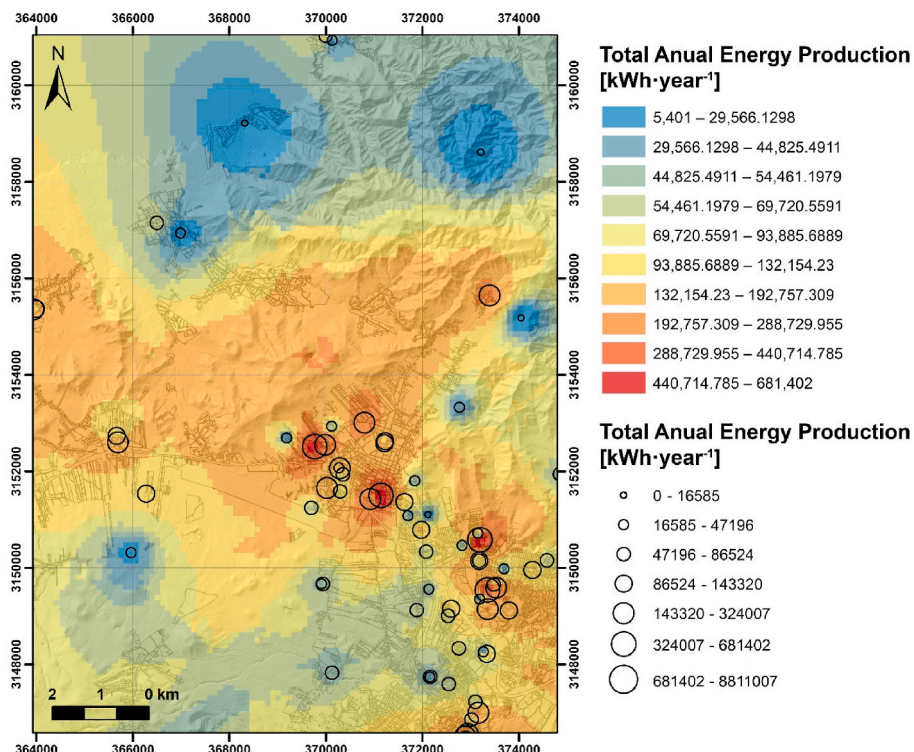 364000 366000 368000 370000 372000 374000
N
3160000
3158000
3156000
3154000
3152000
3150000
3148000
2 1 0 km
3160000
3158000
3156000
3154000
3152000
3150000
3148000
364000 366000 368000 370000 372000 374000
Total Anual Energy Production
[kWh·year⁻¹]
5,401 – 29,566.1298
29,566.1298 – 44,825.4911
44,825.4911 – 54,461.1979
54,461.1979 – 69,720.5591
69,720.5591 – 93,885.6889
93,885.6889 – 132,154.23
132,154.23 – 192,757.309
192,757.309 – 288,729.955
288,729.955 – 440,714.785
440,714.785 – 681,402
Total Anual Energy Production
[kWh·year⁻¹]
0 - 16585
16585 - 47196
47196 - 86524
86524 - 143320
143320 - 324007
324007 - 681402
681402 - 8811007